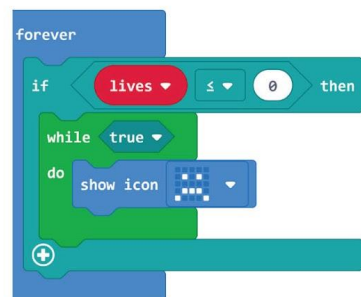 forever
if lives ≤ 0 then
while true
do show icon